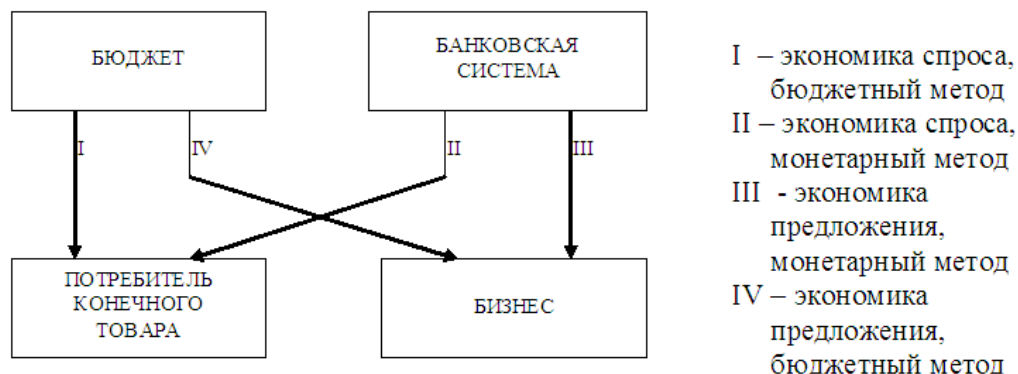 БЮДЖЕТ
БАНКОВСКАЯ
СИСТЕМА
I
IV
II
III
ПОТРЕБИТЕЛЬ
КОНЕЧНОГО
ТОВАРА
БИЗНЕС
I – экономика спроса,
бюджетный метод
II – экономика спроса,
монетарный метод
III - экономика
предложения,
монетарный метод
IV – экономика
предложения,
бюджетный метод